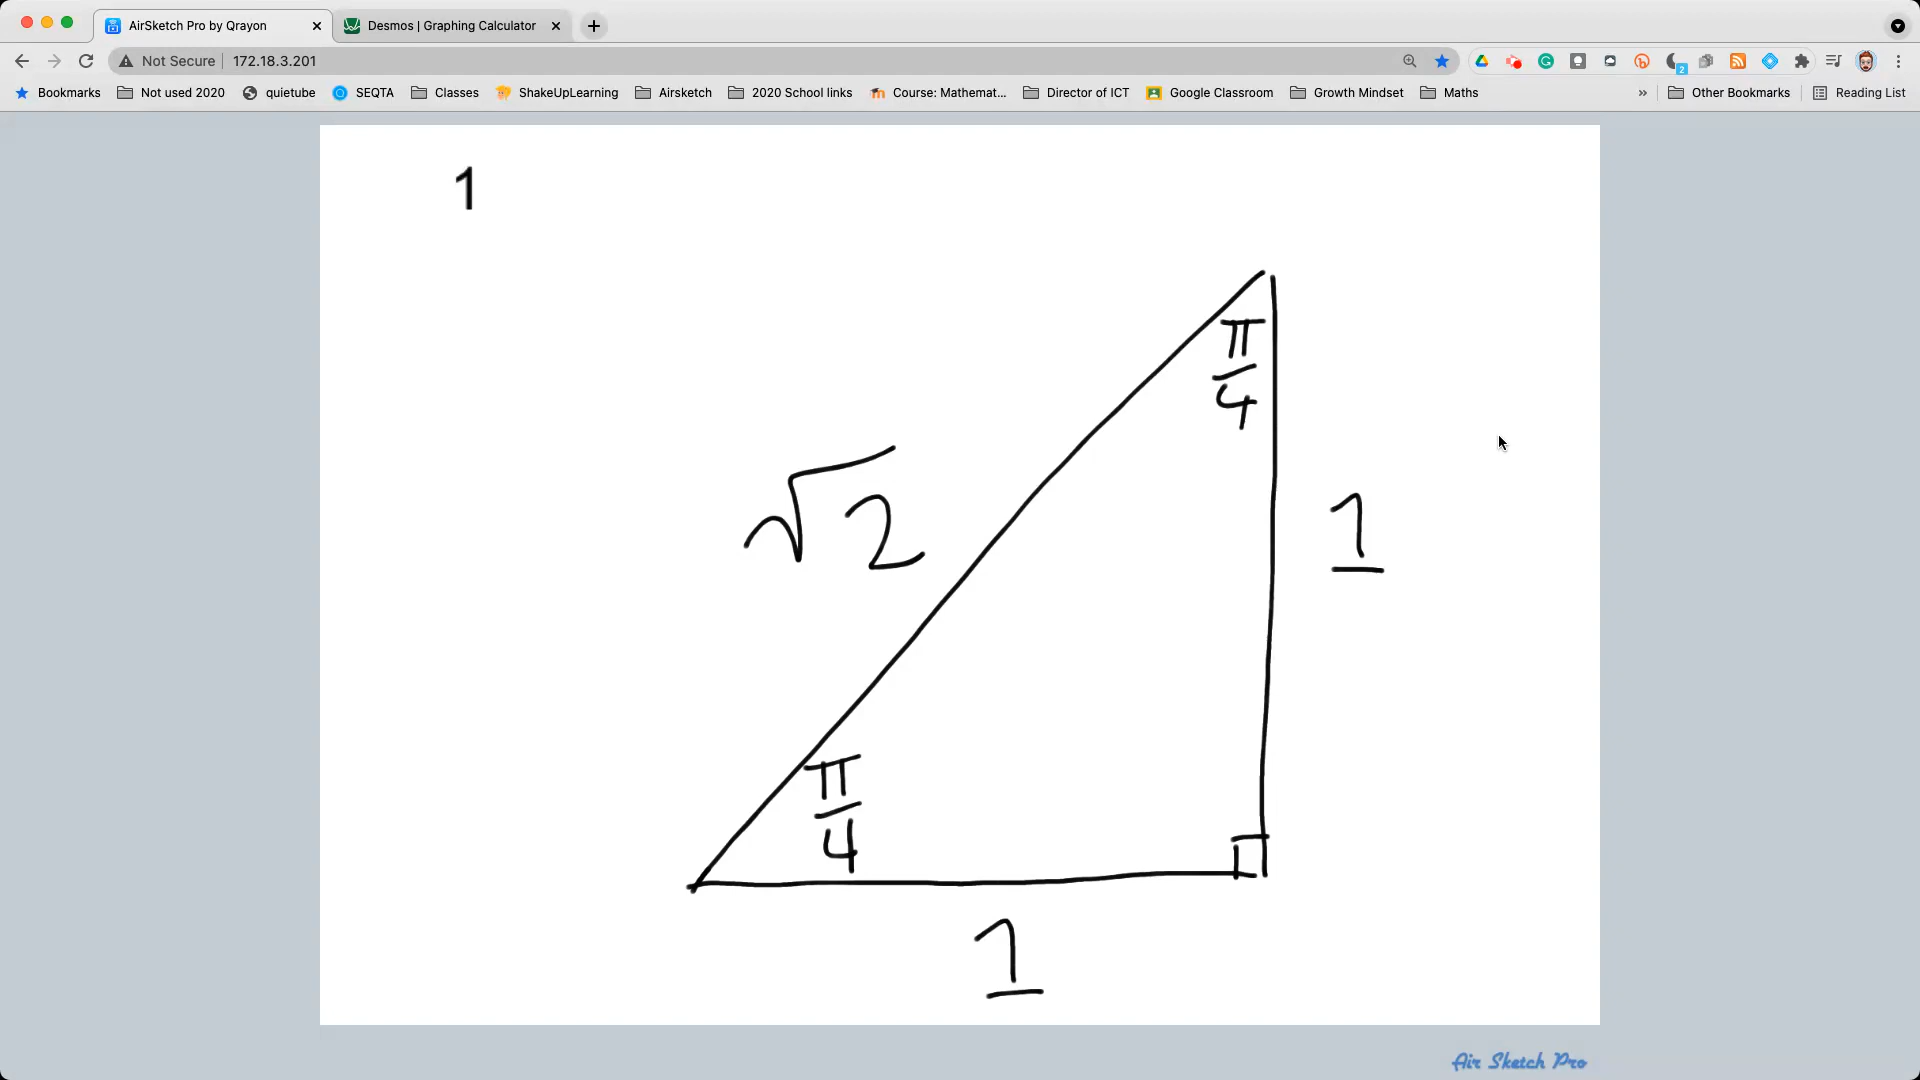 AirSketch Pro by Qrayon
Desmos | Graphing Calculator
Not Secure 172.18.3.201
2
Bookmarks Not used 2020 quietube SEQTA Classes ShakeUpLearning Airsketch 2020 School links Course: Mathemat... Director of ICT Google Classroom Growth Mindset Maths » Other Bookmarks Reading List
1
π/4
√2
1
π/4
1
Air Sketch Pro